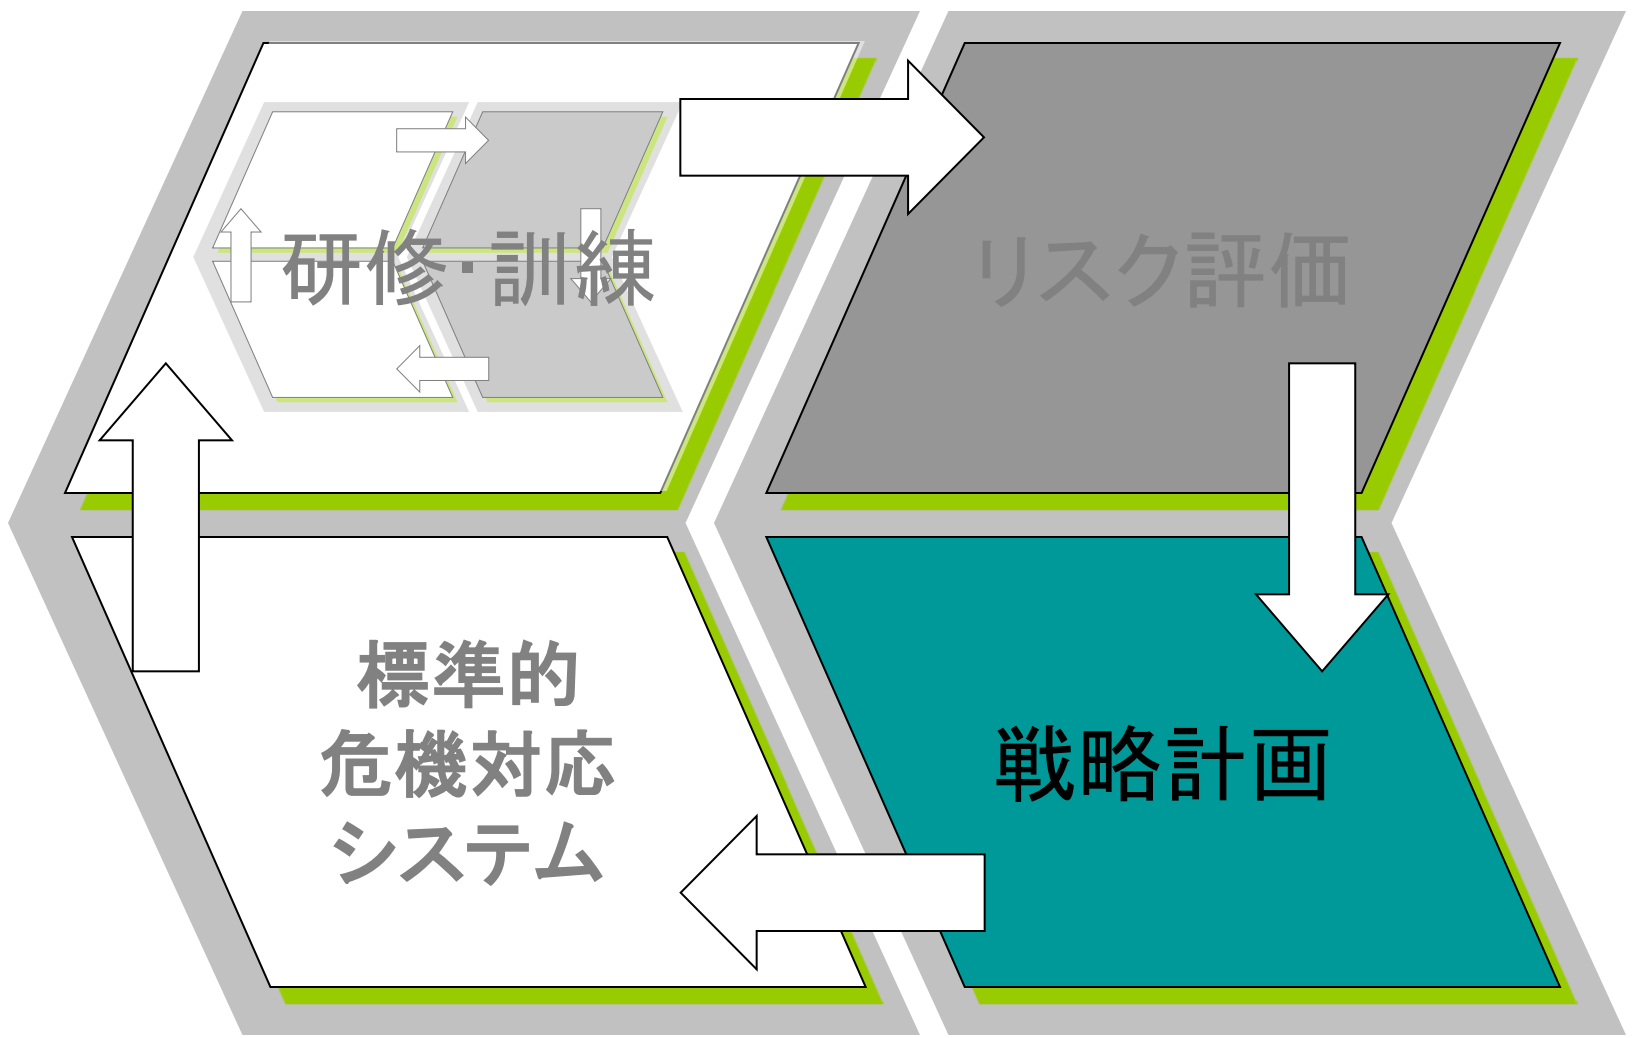 研修・訓練
リスク評価
標準的
危機対応
システム
戦略計画